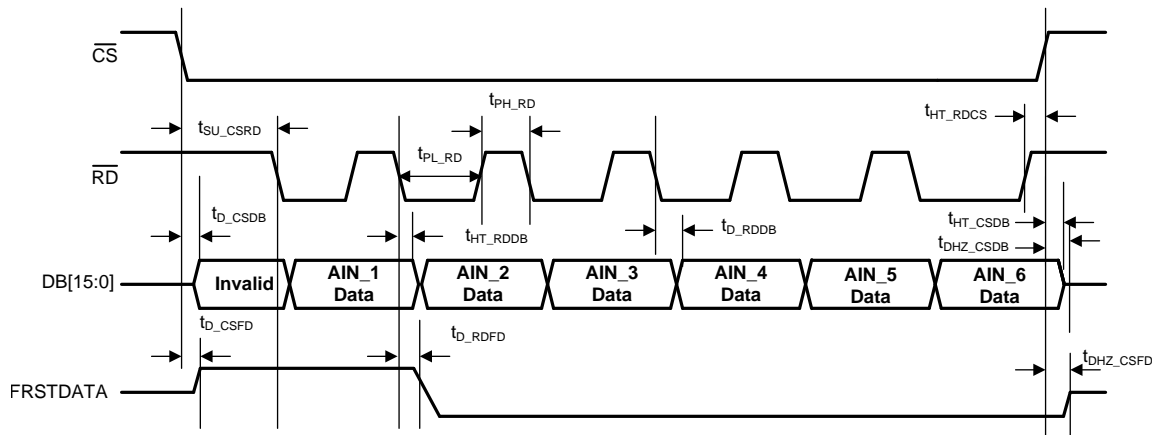 CS
tPH_RD
tSU_CSRD
tHT_RDCS
tPL_RD
RD
tD_CSDB
tHT_RDDB
tD_RDDB
tHT_CSDB
tDHZ_CSDB
DB[15:0]
Invalid
AIN_1 Data
AIN_2 Data
AIN_3 Data
AIN_4 Data
AIN_5 Data
AIN_6 Data
tD_CSFD
tD_RDFD
tDHZ_CSFD
FRSTDATA